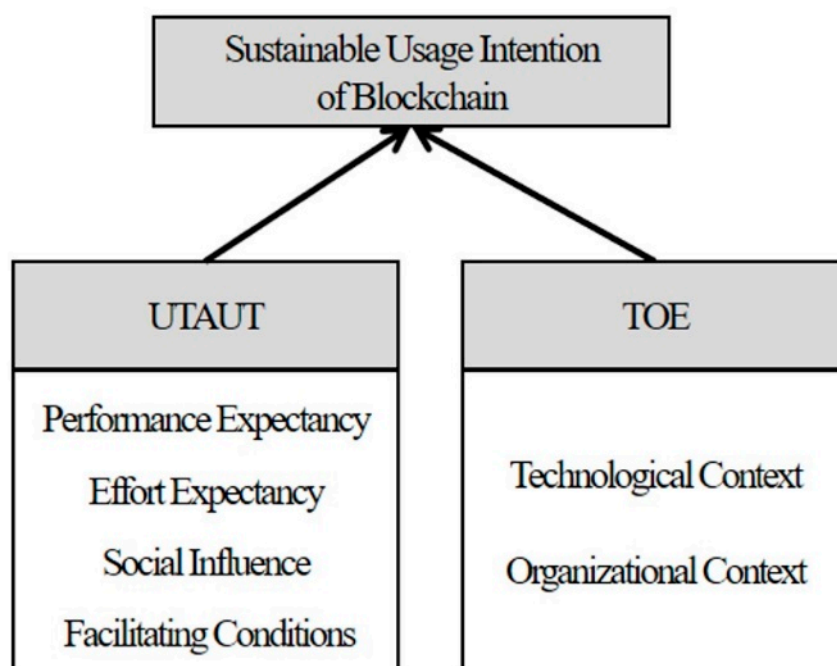 Sustainable Usage Intention
of Blockchain
UTAUT
Performance Expectancy
Effort Expectancy
Social Influence
Facilitating Conditions
TOE
Technological Context
Organizational Context